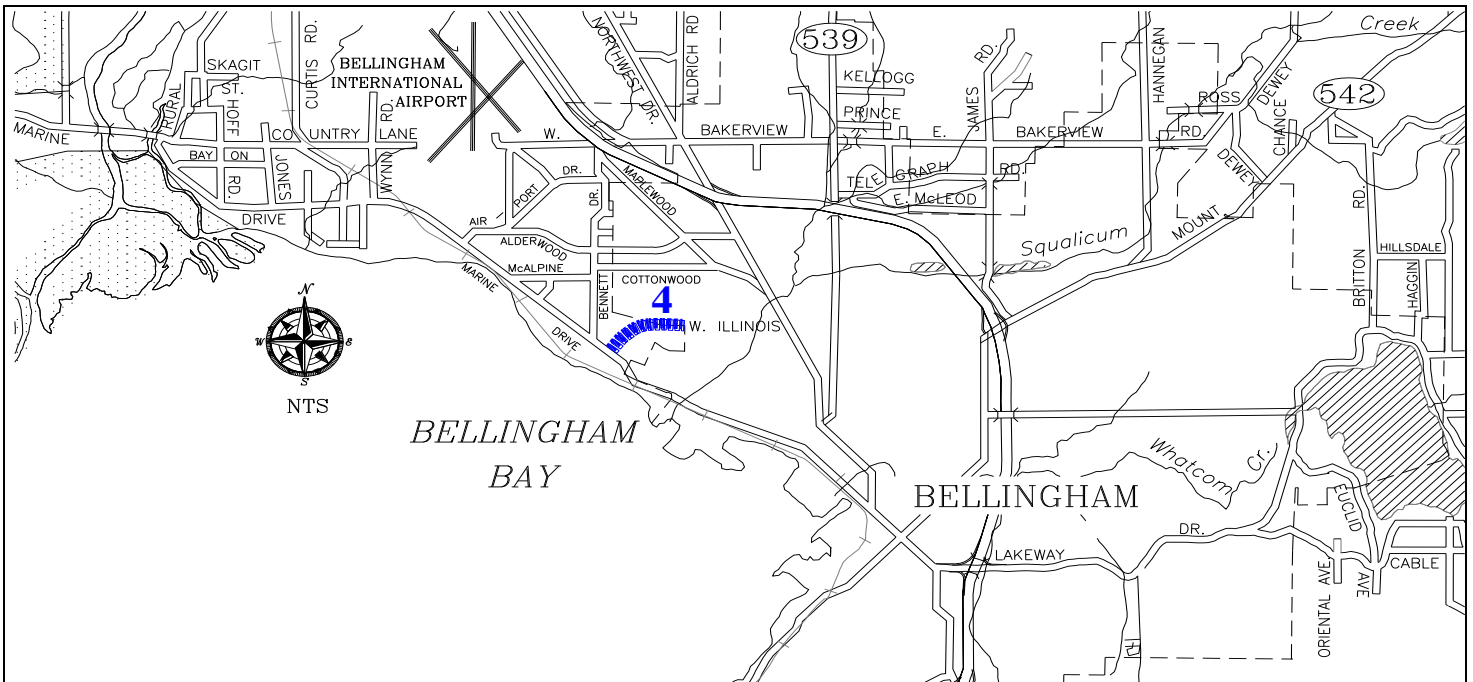 Creek
NORTHWEST DR.
ALDRICH RD
539
CURTIS RD.
SKAGIT
ST.
BELLINGHAM
INTERNATIONAL
AIRPORT
KELLOGG
PRINCE
JAMES RD.
HANNEGAN
ROSS
DEWEY
542
RURAL
HOFF RD.
MARINE
COUNTRY LANE
WYNN RD.
W. BAKERVIEW
E. BAKERVIEW RD
CHANCE
BAY ON
JONES
DR.
MAPLEWOOD
TELEGRAPH RD.
DEWEY
DRIVE
AIR PORT
DR.
E. McLEOD
MOUNT
BRITTON RD.
ALDERWOOD
Squalicum
HILLSDALE
MARINE
McALPINE
COTTONWOOD
HAGGIN
BENNETT
4
W. ILLINOIS
DRIVE
N
W
E
S
NTS
BELLINGHAM
BAY
Whatcom Cr.
BELLINGHAM
EUCLID AVE
DR.
LAKEWAY
CABLE
ORIENTAL AVE.